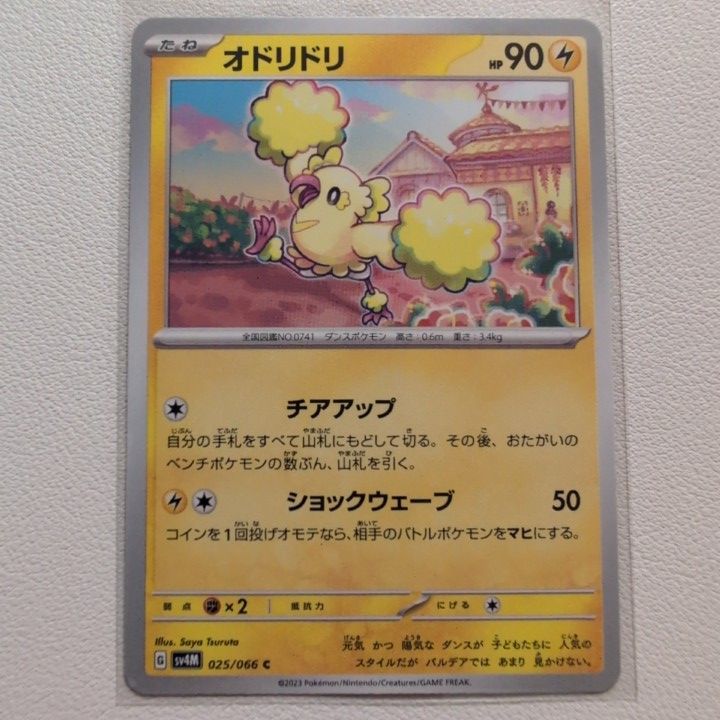 たね
オドリドリ
HP 90
全国図鑑NO.0741 ダンスポケモン 高さ:0.6m 重さ:3.4kg
チアアップ
自分の手札をすべて山札にもどして切る。その後、おたがいの
ベンチポケモンの数ぶん、山札を引く。
ショックウェーブ 50
コインを1回投げオモテなら、相手のバトルポケモンをマヒにする。
弱点 ×2 抵抗力 にげる
Illus. Saya Tsuruta
元気 かつ 陽気な ダンスが 子どもたちに 人気の
スタイルだが パルデアでは あまり 見かけない。
G SV4M 025/066 C
©2023 Pokémon/Nintendo/Creatures/GAME FREAK.